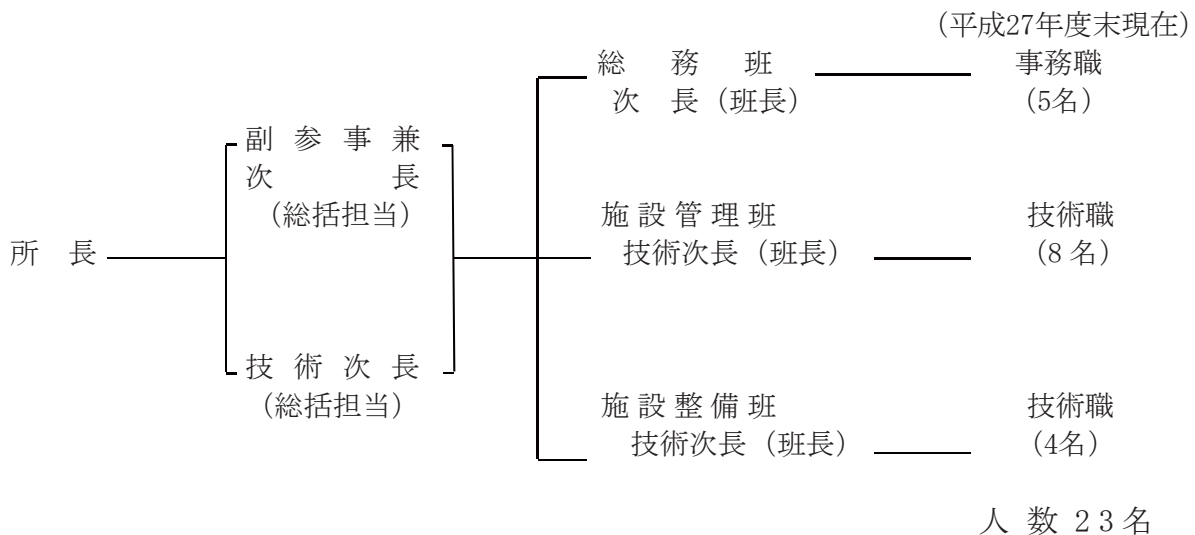 （平成27年度末現在）
総務班 事務職
次長（班長） （5名）
副参事兼
次長
（総括担当）
施設管理班 技術職
所長 技術次長（班長） （8名）
技術次長
（総括担当）
施設整備班 技術職
技術次長（班長） （4名）
人数23名